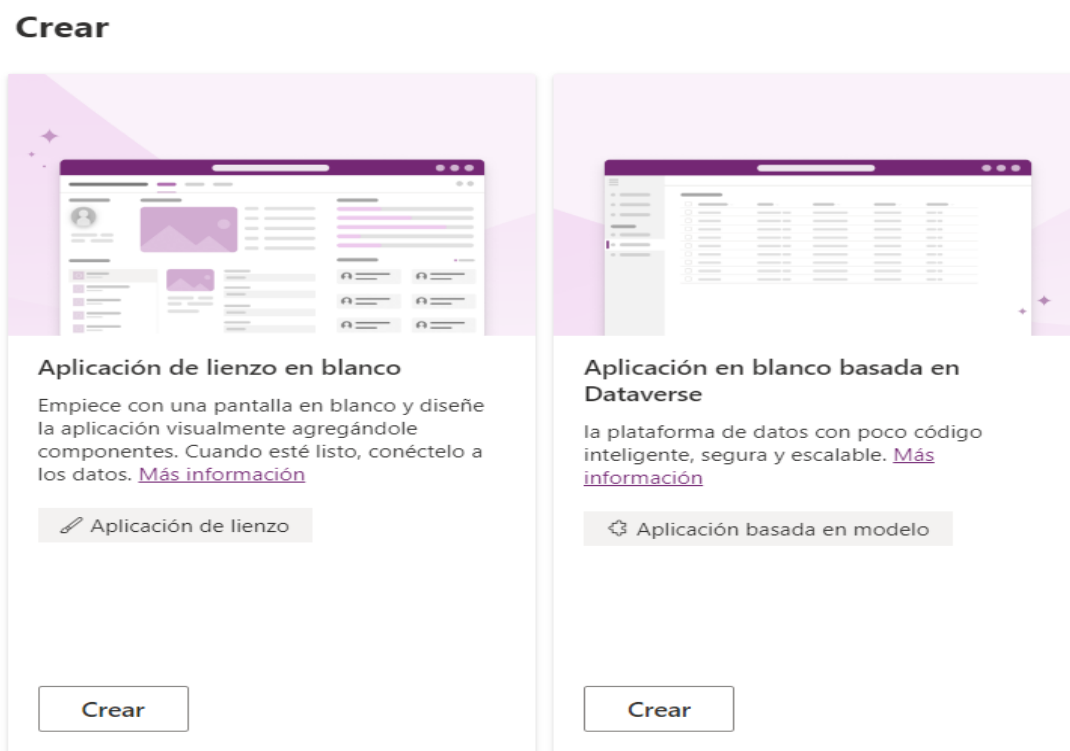 Crear
Aplicación de lienzo en blanco
Empiece con una pantalla en blanco y diseñe
la aplicación visualmente agregándole
componentes. Cuando esté listo, conéctelo a
los datos. Más información
Aplicación de lienzo
Crear
Aplicación en blanco basada en
Dataverse
la plataforma de datos con poco código
inteligente, segura y escalable. Más
información
Aplicación basada en modelo
Crear